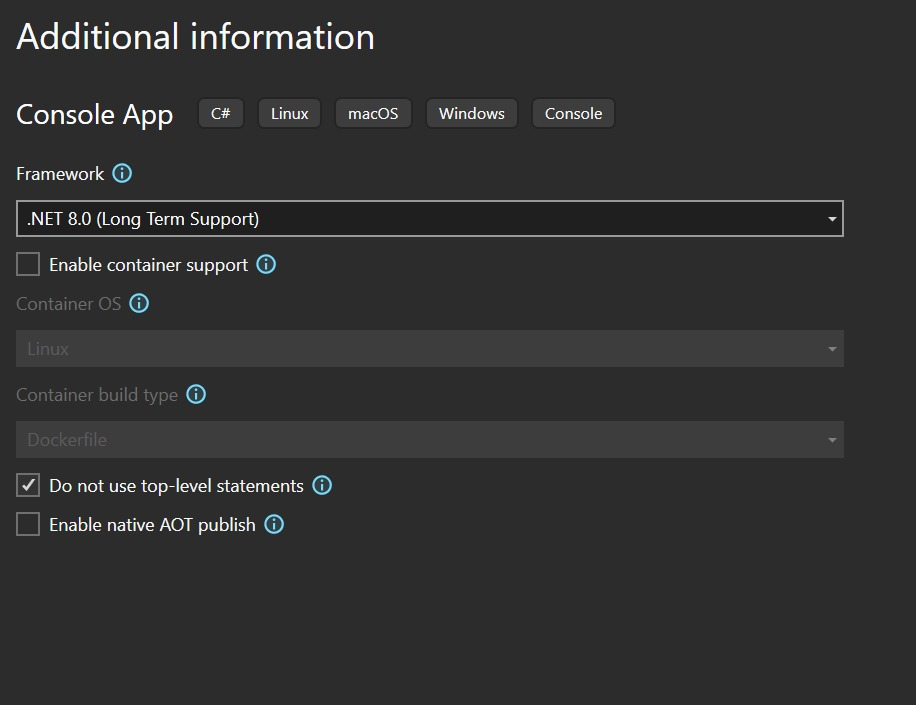 Additional information
Console App C# Linux macOS Windows Console
Framework
.NET 8.0 (Long Term Support)
Enable container support
Container OS
Linux
Container build type
Dockerfile
Do not use top-level statements
Enable native AOT publish